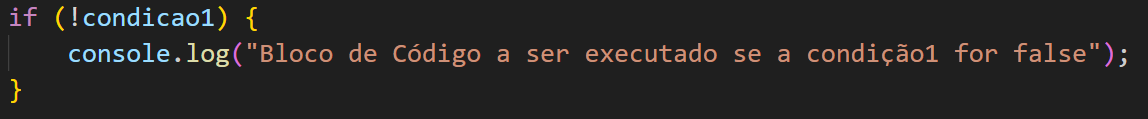 if (!condicao1) {
    console.log("Bloco de Código a ser executado se a condição1 for false");
}